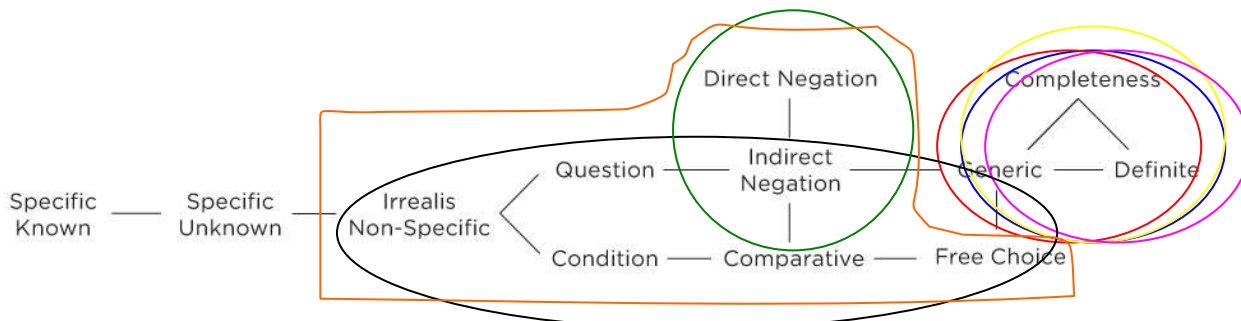 Direct Negation
Completeness
Question
Indirect
Negation
Generic
Definite
Specific
Known
Specific
Unknown
Irrealis
Non-Specific
Condition
Comparative
Free Choice